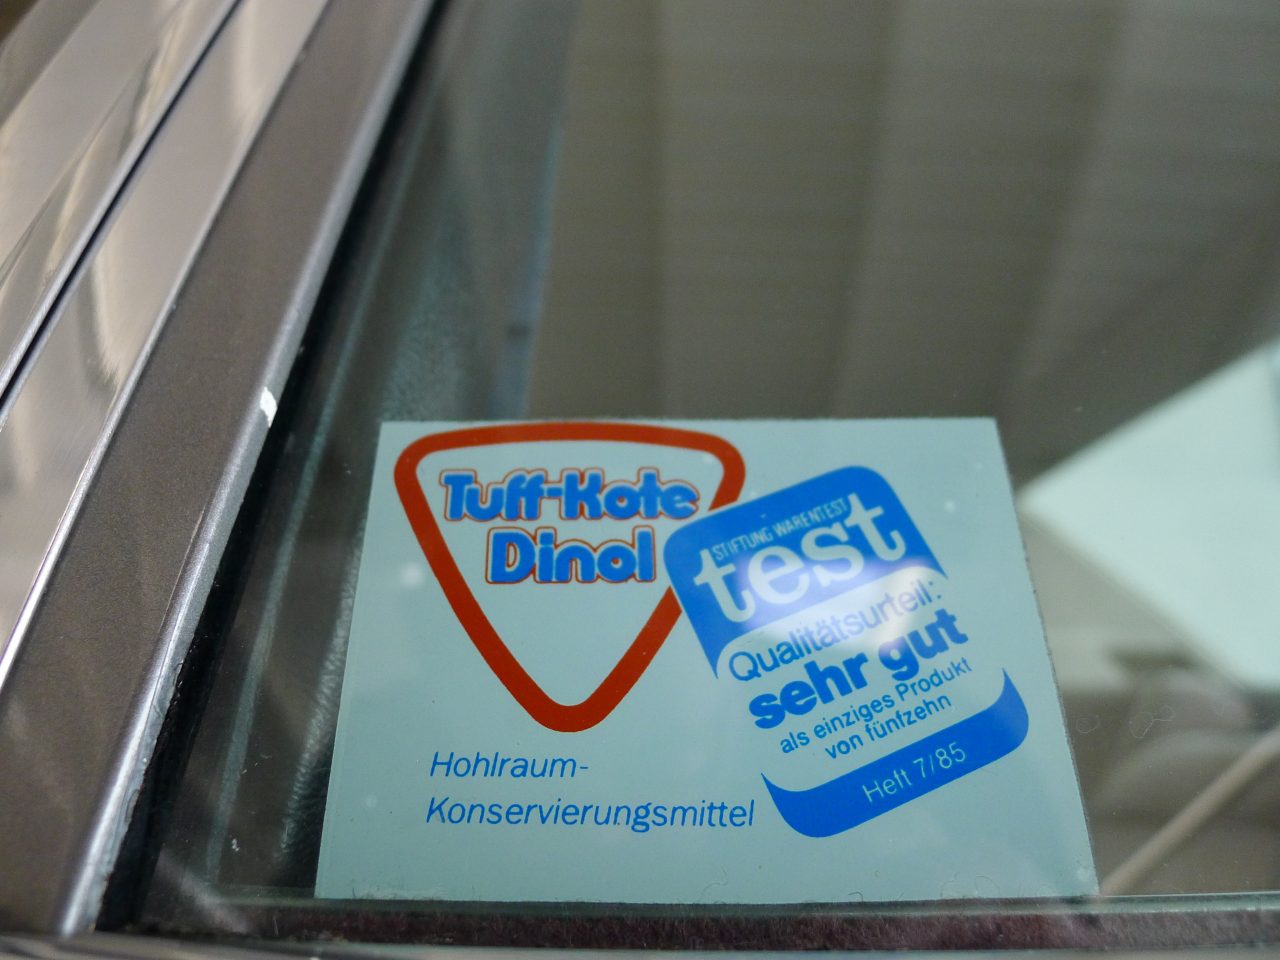 Tuff-Kote
Dinol
Hohlraum-
Konservierungsmittel
STIFTUNG WARENTEST
test
Qualitätsurteil:
sehr gut
als einziges Produkt
von fünfzehn
Heft 7/85